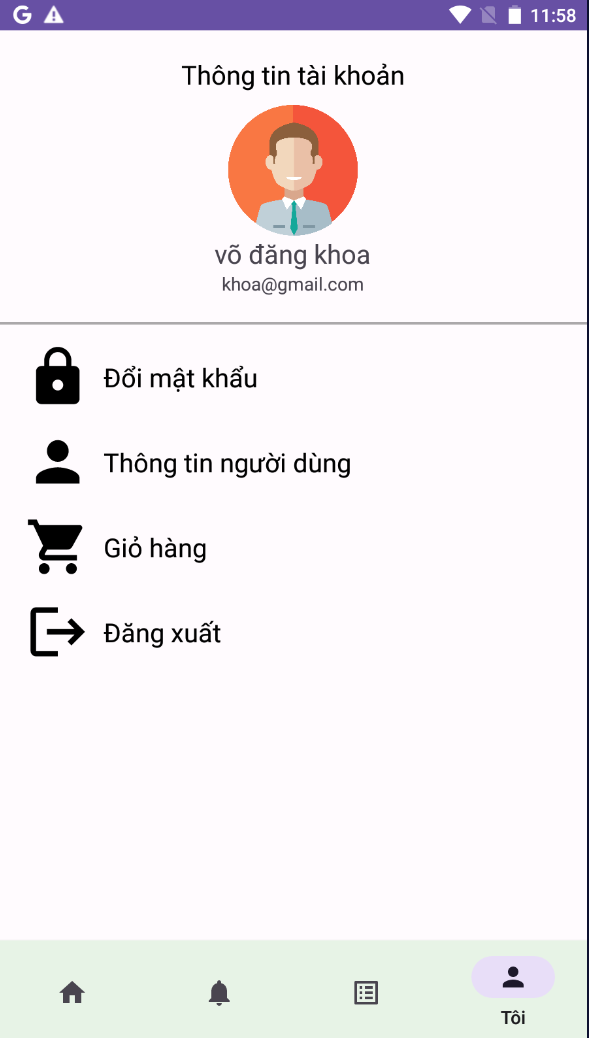 11:58
Thông tin tài khoản
võ đăng khoa
khoa@gmail.com
Đổi mật khẩu
Thông tin người dùng
Giỏ hàng
Đăng xuất
Tôi